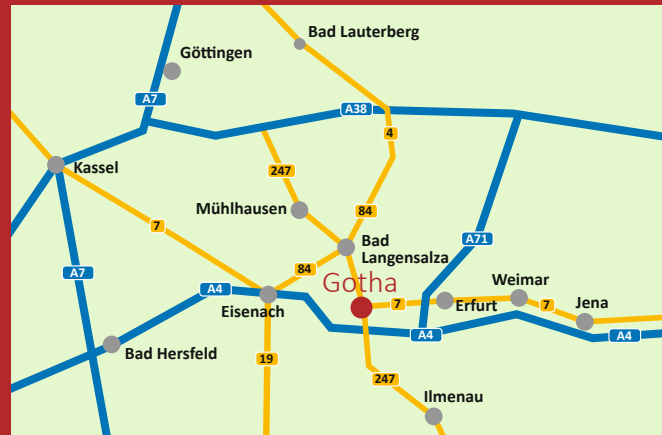 Bad Lauterberg
Göttingen
A7
A38
4
Kassel
247
Mühlhausen
84
7
A71
Bad
Langensalza
A7
84
Gotha
Weimar
A4
7
7
Jena
Eisenach
Erfurt
A4
A4
Bad Hersfeld
19
247
Ilmenau